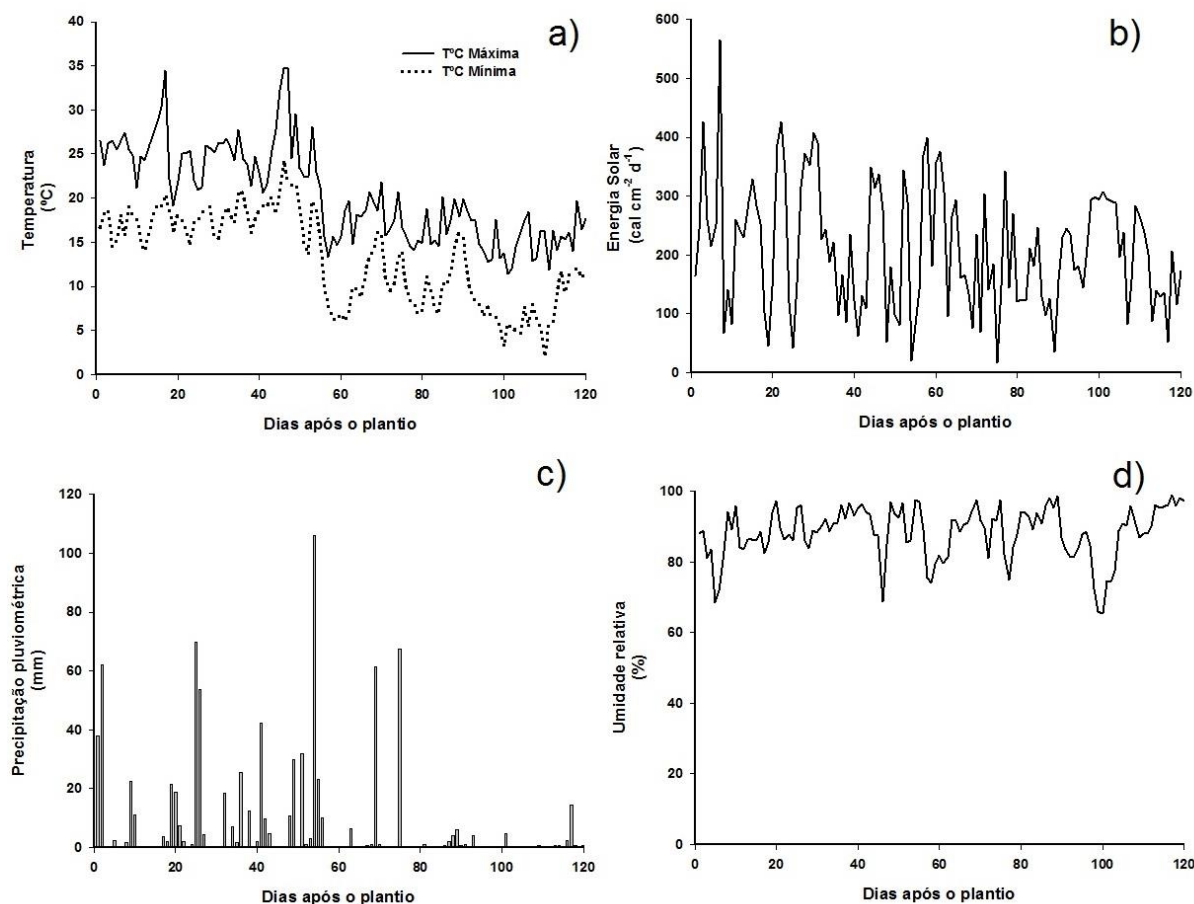 a)
40
35
30
25
20
15
10
5
0
TºC Máxima
TºC Mínima
Temperatura
(ºC)
0 20 40 60 80 100 120
Dias após o plantio
b)
600
500
400
300
200
100
0
Energia Solar
(cal cm⁻² d⁻¹)
0 20 40 60 80 100 120
Dias após o plantio
c)
120
100
80
60
40
20
0
Precipitação pluviométrica
(mm)
0 20 40 60 80 100 120
Dias após o plantio
d)
100
80
60
40
20
0
Umidade relativa
(%)
0 20 40 60 80 100 120
Dias após o plantio